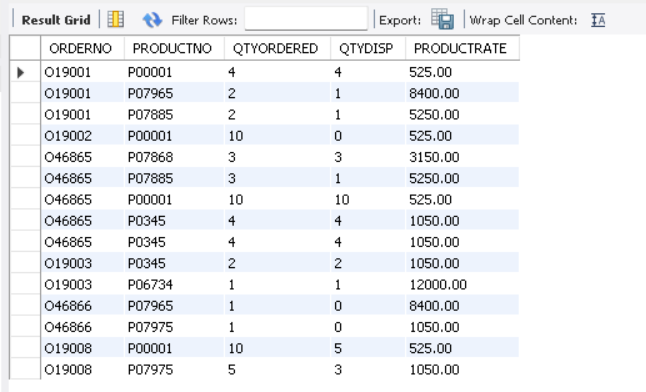 Result Grid Filter Rows: Export: Wrap Cell Content:
ORDERNO PRODUCTNO QTYORDERED QTYDISP PRODUCTRATE
O19001 P00001 4 4 525.00
O19001 P07965 2 1 8400.00
O19001 P07885 2 1 5250.00
O19002 P00001 10 0 525.00
O46865 P07868 3 3 3150.00
O46865 P07885 3 1 5250.00
O46865 P00001 10 10 525.00
O46865 P0345 4 4 1050.00
O46865 P0345 4 4 1050.00
O19003 P0345 2 2 1050.00
O19003 P06734 1 1 12000.00
O46866 P07965 1 0 8400.00
O46866 P07975 1 0 1050.00
O19008 P00001 10 5 525.00
O19008 P07975 5 3 1050.00